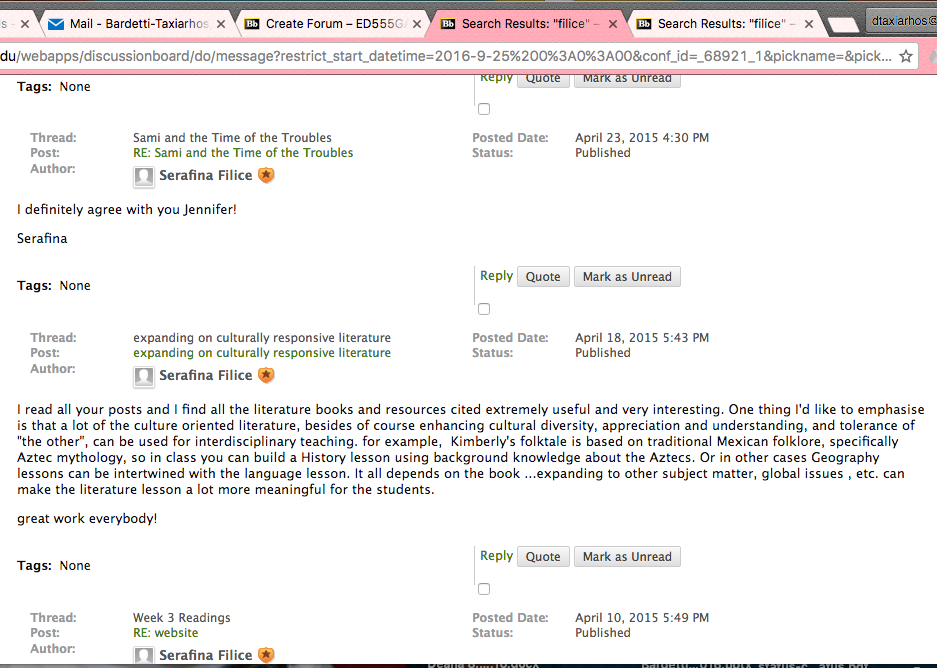 s - × Mail - Bardetti-Taxiarhos × Bb Create Forum – ED555G × Bb Search Results: "filice" – × Bb Search Results: "filice" – × dtaxiarhos@
du/webapps/discussionboard/do/message?restrict_start_datetime=2016-9-25%200%3A0%3A00&conf_id=_68921_1&pickname=&pick...
Reply Quote Mark as Unread
Tags: None
Thread: Sami and the Time of the Troubles Posted Date: April 23, 2015 4:30 PM
Post: RE: Sami and the Time of the Troubles Status: Published
Author: Serafina Filice
I definitely agree with you Jennifer!
Serafina
Reply Quote Mark as Unread
Tags: None
Thread: expanding on culturally responsive literature Posted Date: April 18, 2015 5:43 PM
Post: expanding on culturally responsive literature Status: Published
Author: Serafina Filice
I read all your posts and I find all the literature books and resources cited extremely useful and very interesting. One thing I'd like to emphasise
is that a lot of the culture oriented literature, besides of course enhancing cultural diversity, appreciation and understanding, and tolerance of
"the other", can be used for interdisciplinary teaching. for example, Kimberly's folktale is based on traditional Mexican folklore, specifically
Aztec mythology, so in class you can build a History lesson using background knowledge about the Aztecs. Or in other cases Geography
lessons can be intertwined with the language lesson. It all depends on the book ...expanding to other subject matter, global issues , etc. can
make the literature lesson a lot more meaningful for the students.
great work everybody!
Reply Quote Mark as Unread
Tags: None
Thread: Week 3 Readings Posted Date: April 10, 2015 5:49 PM
Post: RE: website Status: Published
Author: Serafina Filice